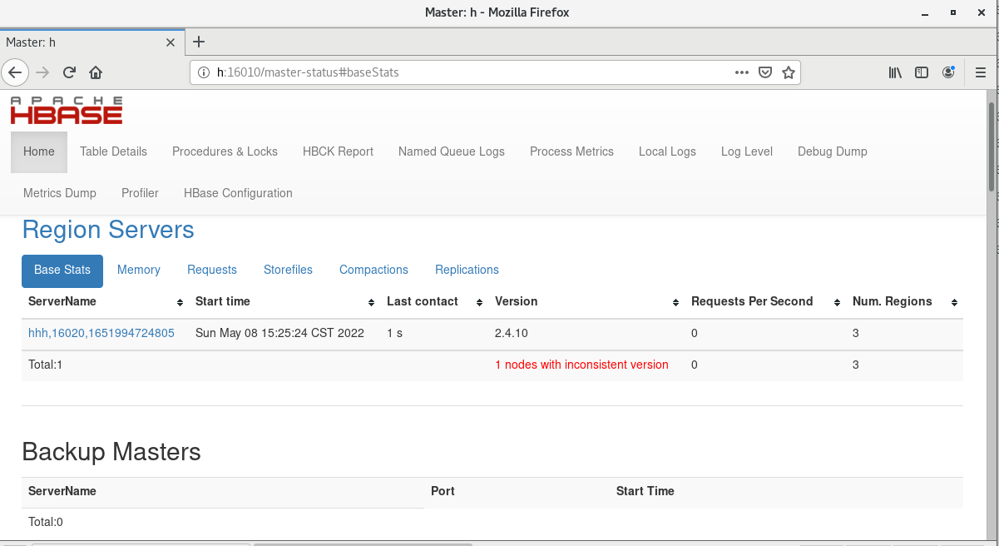 Master: h - Mozilla Firefox
Master: h
h:16010/master-status#baseStats
APACHE
HBASE
Home Table Details Procedures & Locks HBCK Report Named Queue Logs Process Metrics Local Logs Log Level Debug Dump
Metrics Dump Profiler HBase Configuration
Region Servers
Base Stats Memory Requests Storefiles Compactions Replications
ServerName Start time Last contact Version Requests Per Second Num. Regions
hhh,16020,1651994724805 Sun May 08 15:25:24 CST 2022 1 s 2.4.10 0 3
Total:1 1 nodes with inconsistent version 0 3
Backup Masters
ServerName Port Start Time
Total:0